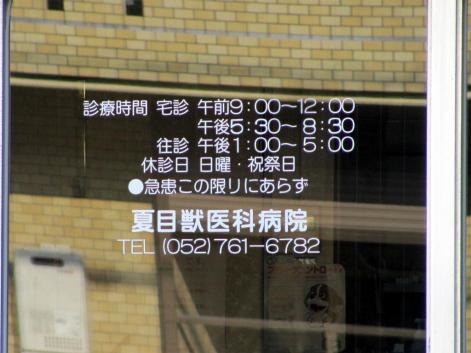 診療時間 宅診 午前9:00〜12:00
午後5:30〜8:30
往診 午後1:00〜5:00
休診日 日曜・祝祭日
●急患この限りにあらず
夏目獣医科病院
TEL (052)761-6782